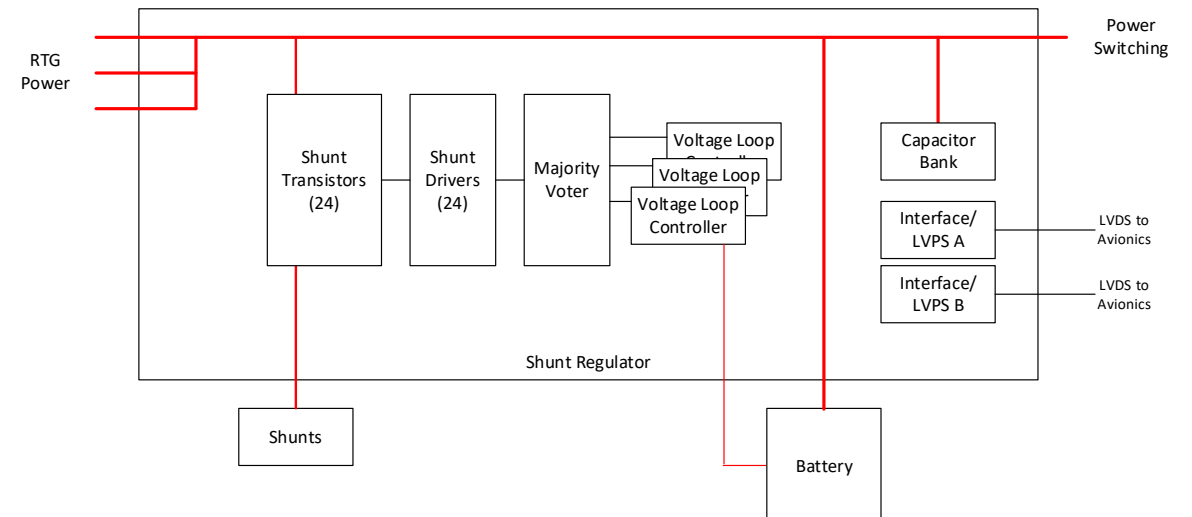 RTG
Power
Power
Switching
Shunt
Transistors
(24)
Shunt
Drivers
(24)
Majority
Voter
Voltage Loop
Voltage Loop
Voltage Loop
Controller
Capacitor
Bank
Interface/
LVPS A
LVDS to
Avionics
Interface/
LVPS B
LVDS to
Avionics
Shunt Regulator
Shunts
Battery